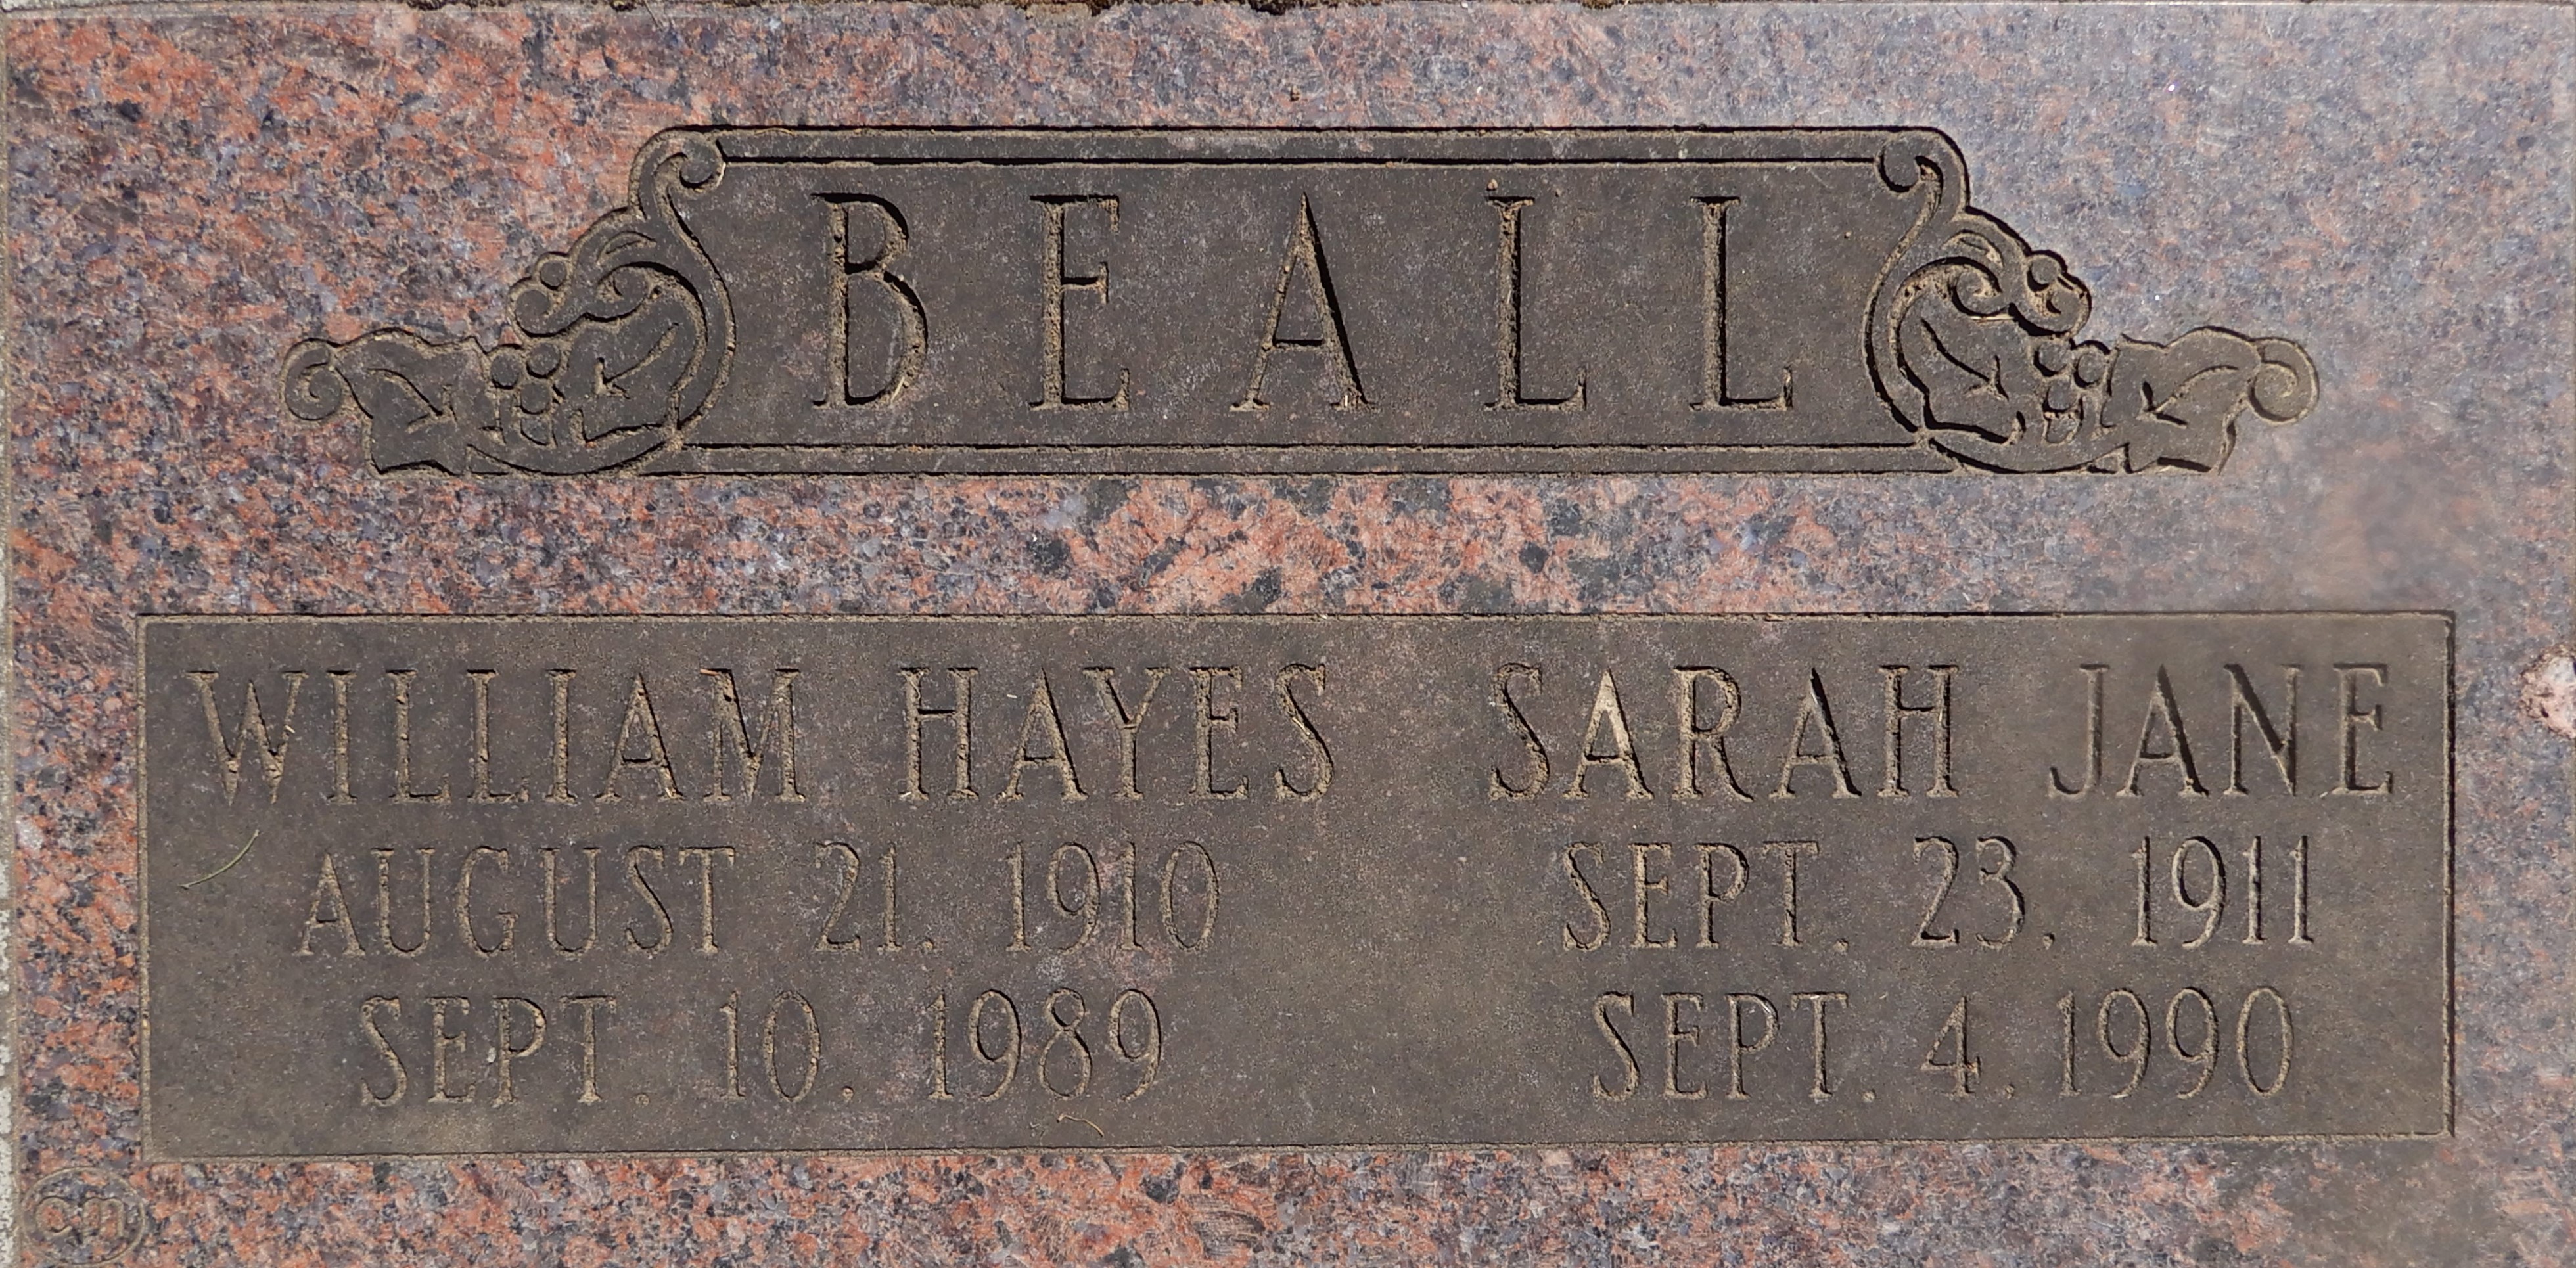 BEALL
WILLIAM HAYES
AUGUST 21. 1910
SEPT. 10. 1989
SARAH JANE
SEPT. 23. 1911
SEPT. 4. 1990